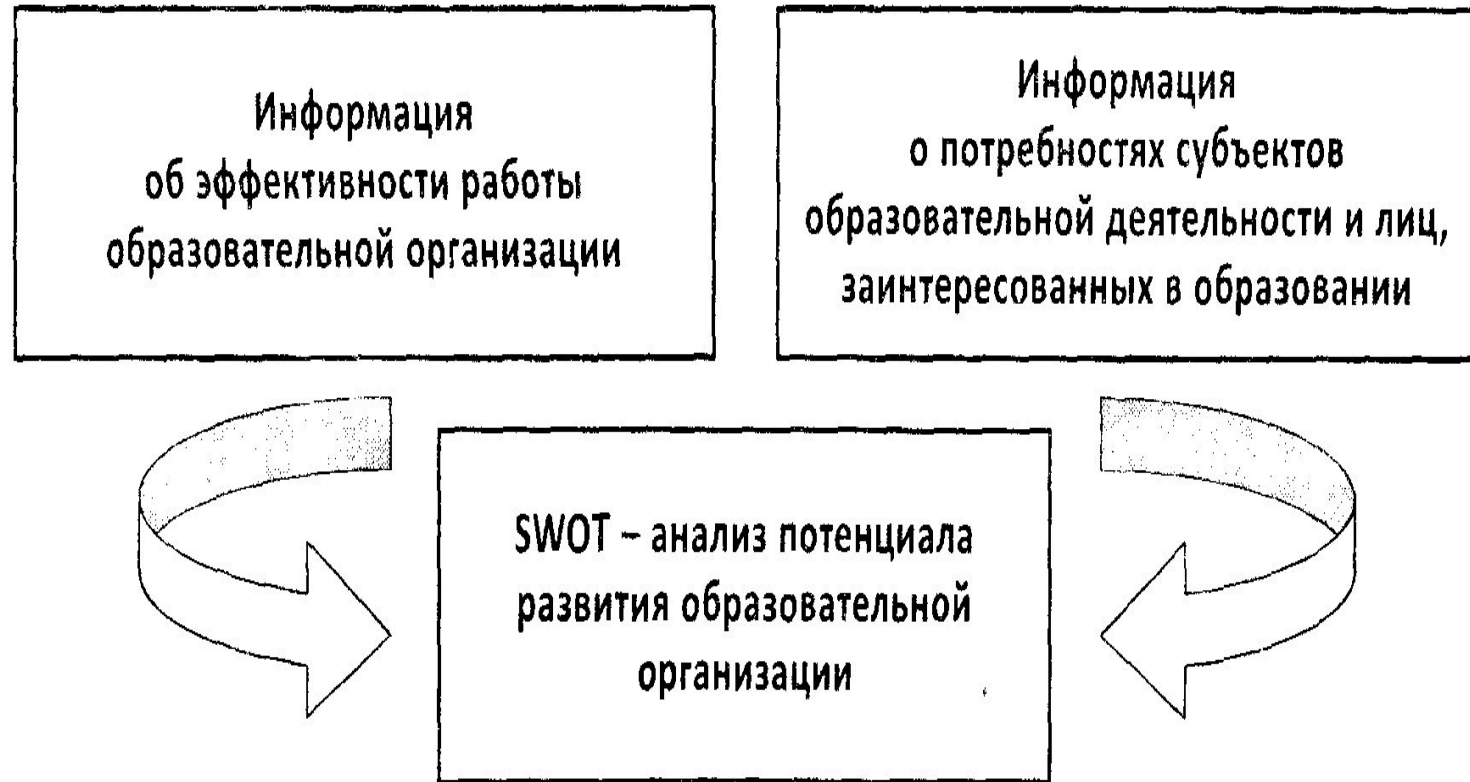 Информация
об эффективности работы
образовательной организации
Информация
о потребностях субъектов
образовательной деятельности и лиц,
заинтересованных в образовании
SWOT – анализ потенциала
развития образовательной
организации